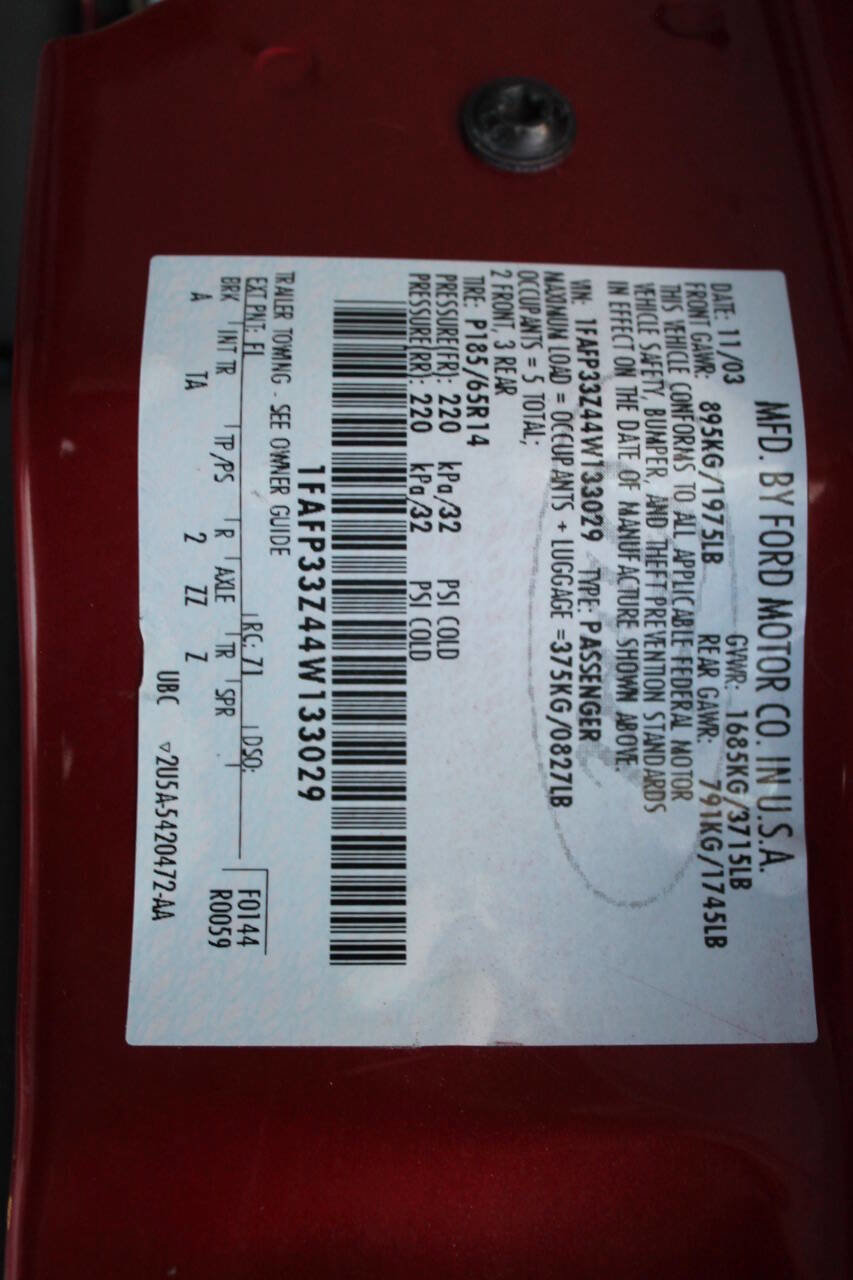 MFD. BY FORD MOTOR CO. IN U.S.A.
DATE: 11/03 GVWR: 1685KG/3715LB
FRONT GAWR: 895KG/1975LB REAR GAWR: 791KG/1745LB
THIS VEHICLE CONFORMS TO ALL APPLICABLE FEDERAL MOTOR
VEHICLE SAFETY, BUMPER, AND THEFT PREVENTION STANDARDS
IN EFFECT ON THE DATE OF MANUFACTURE SHOWN ABOVE.
VIN: 1FAFP33Z44W133029 TYPE: PASSENGER
MAXIMUM LOAD = OCCUPANTS + LUGGAGE =375KG/0827LB
OCCUPANTS = 5 TOTAL;
2 FRONT, 3 REAR
TIRE: P185/65R14
PRESSURE(FR): 220 kPa/32 PSI COLD
PRESSURE(RR): 220 kPa/32 PSI COLD
1FAFP33Z44W133029
TRAILER TOWING - SEE OWNER GUIDE
EXT PNT: FL RC: 71 DSO: F0144
BRK INT TR TP/PS R AXLE TR SPR R0059
A TA 2 ZZ Z
UBC ▽2U5A-5420472-AA